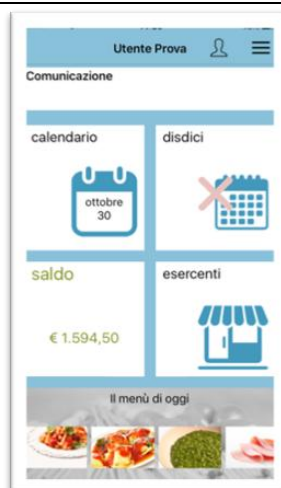 Utente Prova
Comunicazione
calendario
disdici
ottobre
30
saldo
esercenti
€ 1.594,50
Il menù di oggi